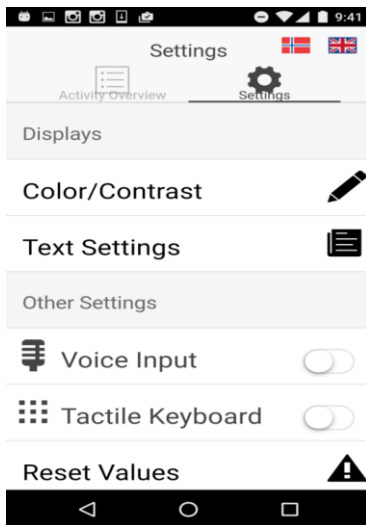 9:41
Settings
Activity Overview
Settings
Displays
Color/Contrast
Text Settings
Other Settings
Voice Input
Tactile Keyboard
Reset Values